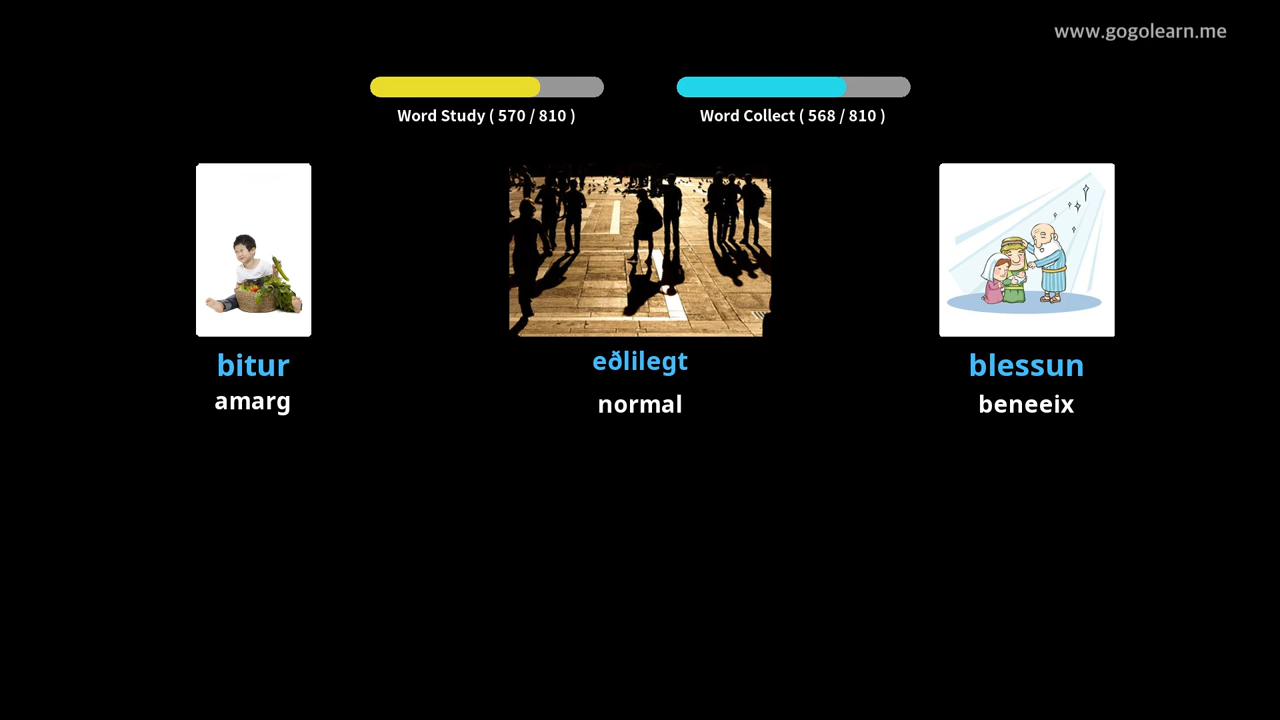 www.gogolearn.me
Word Study ( 570 / 810 )
Word Collect ( 568 / 810 )
bitur
amarg
eðlilegt
normal
blessun
beneeix